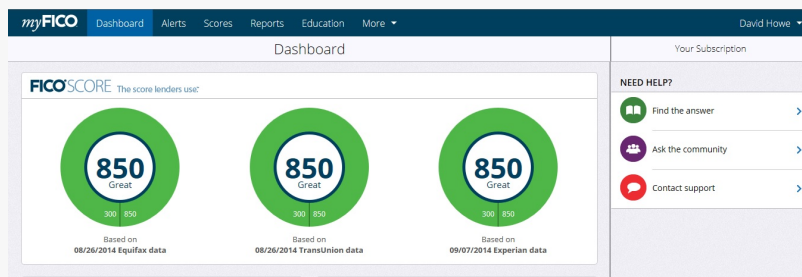 myFICO Dashboard Alerts Scores Reports Education More David Howe
Dashboard
Your Subscription
FICO SCORE The score lenders use.
850
Great
300 850
Based on
08/26/2014 Equifax data
850
Great
300 850
Based on
08/26/2014 TransUnion data
850
Great
300 850
Based on
09/07/2014 Experian data
NEED HELP?
Find the answer
Ask the community
Contact support